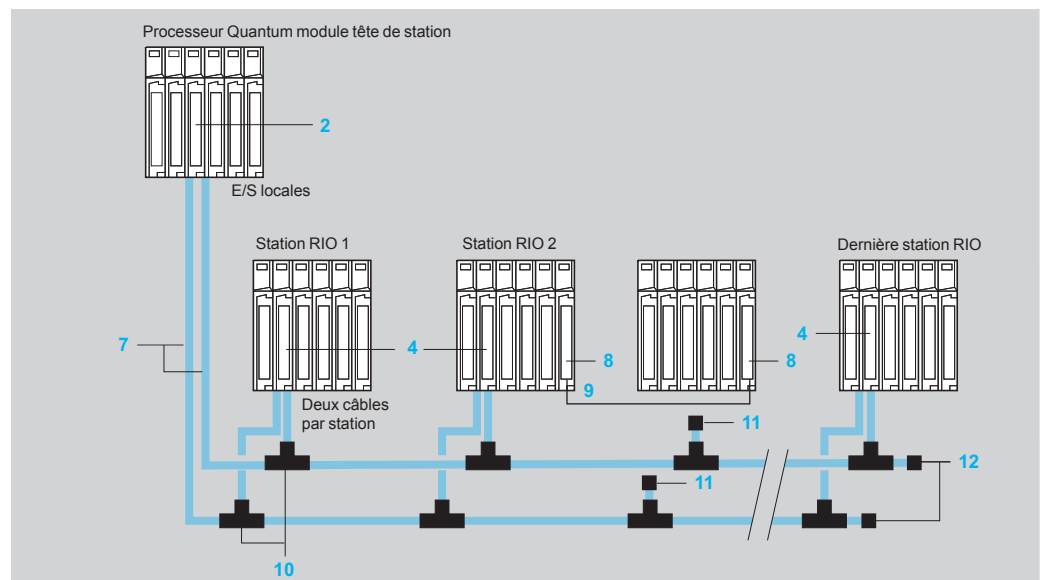 Processeur Quantum module tête de station
2
E/S locales
Station RIO 1
Station RIO 2
Dernière station RIO
7
4
8
8
4
9
Deux câbles
par station
11
11
12
10